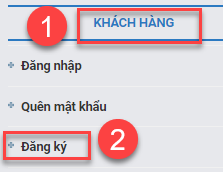 1 KHÁCH HÀNG
Đăng nhập
Quên mật khẩu
Đăng ký 2